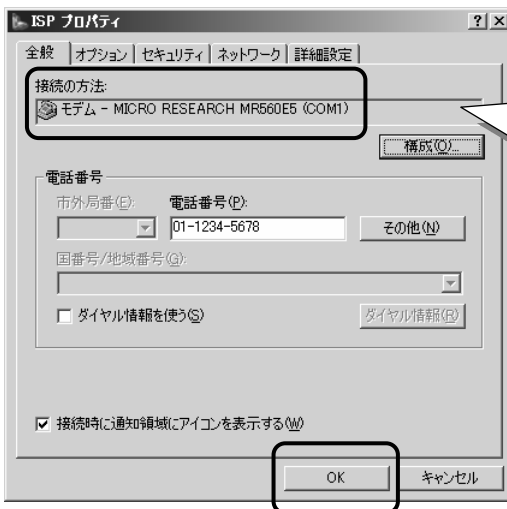 ISP プロパティ
全般 オプション セキュリティ ネットワーク 詳細設定
接続の方法:
モデム - MICRO RESEARCH MR560E5 (COM1)
構成(O)...
電話番号
市外局番(E): 電話番号(P):
01-1234-5678 その他(N)
国番号/地域番号(G):
ダイヤル情報を使う(S) ダイヤル情報(R)
接続時に通知領域にアイコンを表示する(W)
OK キャンセル